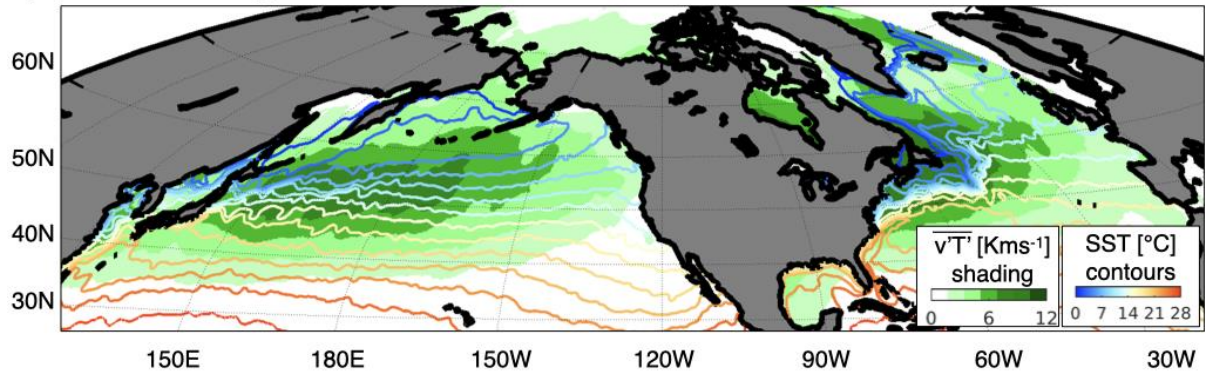 60N
50N
40N
30N
v'T' [Kms⁻¹]
shading
0 6 12
SST [°C]
contours
0 7 14 21 28
150E 180E 150W 120W 90W 60W 30W